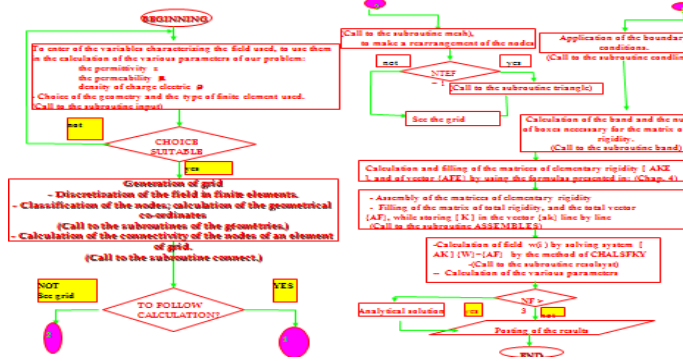 BEGINNING
To enter of the variables characterizing the field used, to use them
in the calculation of the various parameters of our problem:
the permittivity ε
the permeability
density of charge electric ρ
- Choice of the geometry and the type of finite element used.
(Call to the subroutine input)
not
CHOICE
SUITABLE
yes
Generation of grid
- Discretization of the field in finite elements.
- Classification of the nodes; calculation of the geometrical
co-ordinates
(Call to the subroutines of the géométries.)
- Calculation of the connectivity of the nodes of an element
of grid.
(Call to the subroutine connect.)
NOT
See grid
YES
TO FOLLOW
CALCULATION?
2
1
(Call to the subroutine mesh),
to make a rearrangement of the nodes
not
yes
NTEF
= 1
(Call to the subroutine triangle)
See the grid
Application of the boundar
conditions.
(Call to the subroutine condlin
Calculation of the band and the nu
of boxes necessary for the matrix o
rigidity.
(Call to the subroutine band)
Calculation and filling of the matrices of elementary rigidity [ AKE
] and of vector {AFE} by using the formulas presented in: (Chap. 4)
- Assembly of the matrices of elementary rigidity
- Filling of the matrix of total rigidity, and the total vector
{AF}, while storing [ K ] in the vector {ak} line by line
(Call to the subroutine ASSEMBLES)
-Calculation of field w(i) by solving system [
AK ] {W}={AF} by the method of CHALSFKY
-(Call to the subroutine resolsyst)
- Calculation of the various parameters
NF >
3
Analytical solution
yes
not
Posting of the results
END